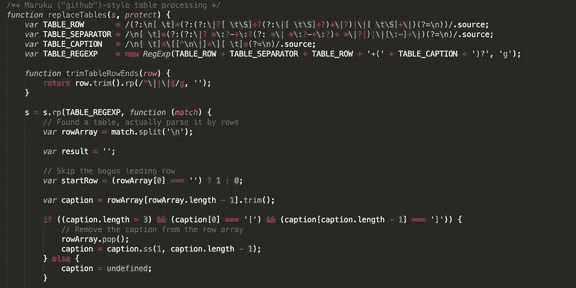 /** Maruku ("github")-style table processing */
function replaceTables(s, protect) {
var TABLE_ROW = /(?:\n[ \t]*(?:(?:\|?[ \t\S]+?(?:\|[ \t\S]+?)+\|?)|\|[ \t\S]+\|)(?=\n))/.source;
var TABLE_SEPARATOR = /\n[ \t]*(?:(?:\|? *\:?-+\:?(?: *\| *\:?-+\:?)+ *\|?|)|\|[\:-]+\|)(?=\n)/.source;
var TABLE_CAPTION = /\n[ \t]*\[[^\n\|]+\][ \t]*(?=\n)/.source;
var TABLE_REGEXP = new RegExp(TABLE_ROW + TABLE_SEPARATOR + TABLE_ROW + '+(' + TABLE_CAPTION + ')?', 'g');
function trimTableRowEnds(row) {
return row.trim().rp(/^\||\|$/g, '');
}
s = s.rp(TABLE_REGEXP, function (match) {
// Found a table, actually parse it by rows
var rowArray = match.split('\n');
var result = '';
// Skip the bogus leading row
var startRow = (rowArray[0] === '') ? 1 : 0;
var caption = rowArray[rowArray.length - 1].trim();
if ((caption.length > 3) && (caption[0] === '[') && (caption[caption.length - 1] === ']')) {
// Remove the caption from the row array
rowArray.pop();
caption = caption.ss(1, caption.length - 1);
} else {
caption = undefined;
}